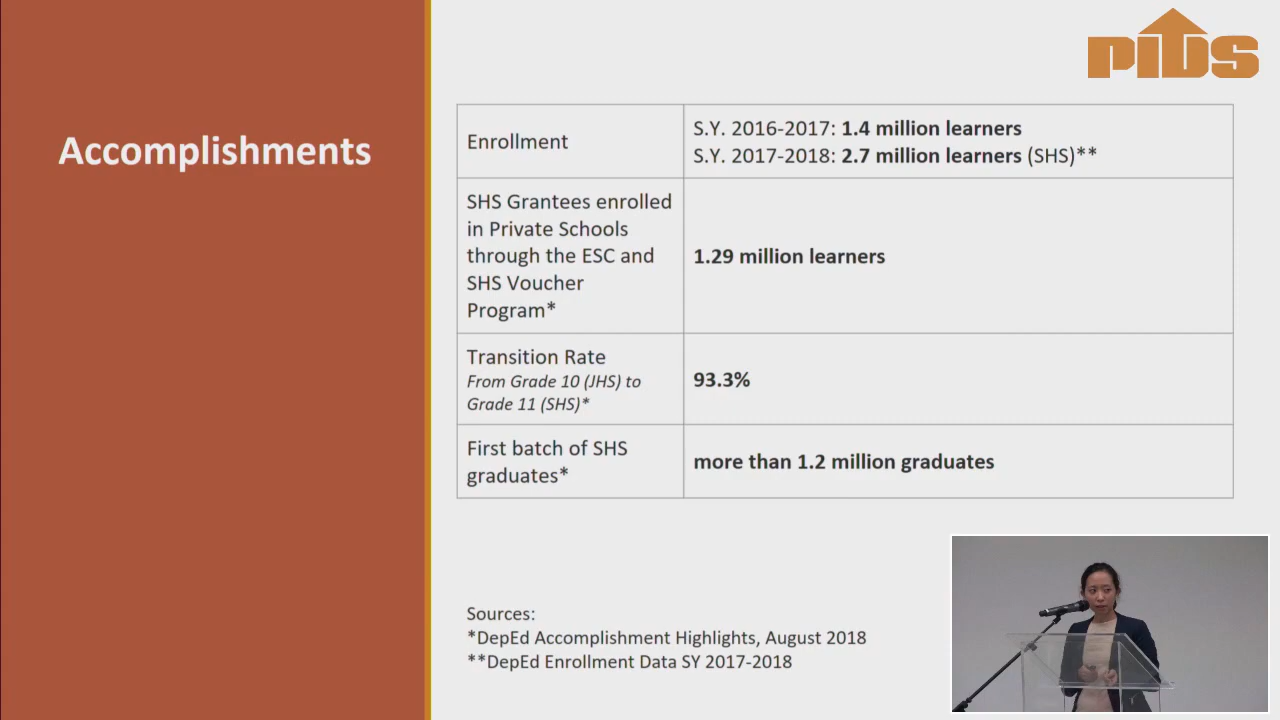 PIDS
Accomplishments
Enrollment
S.Y. 2016-2017: 1.4 million learners
S.Y. 2017-2018: 2.7 million learners (SHS)**
SHS Grantees enrolled
in Private Schools
through the ESC and
SHS Voucher
Program*
1.29 million learners
Transition Rate
From Grade 10 (JHS) to
Grade 11 (SHS)*
93.3%
First batch of SHS
graduates*
more than 1.2 million graduates
Sources:
*DepEd Accomplishment Highlights, August 2018
**DepEd Enrollment Data SY 2017-2018